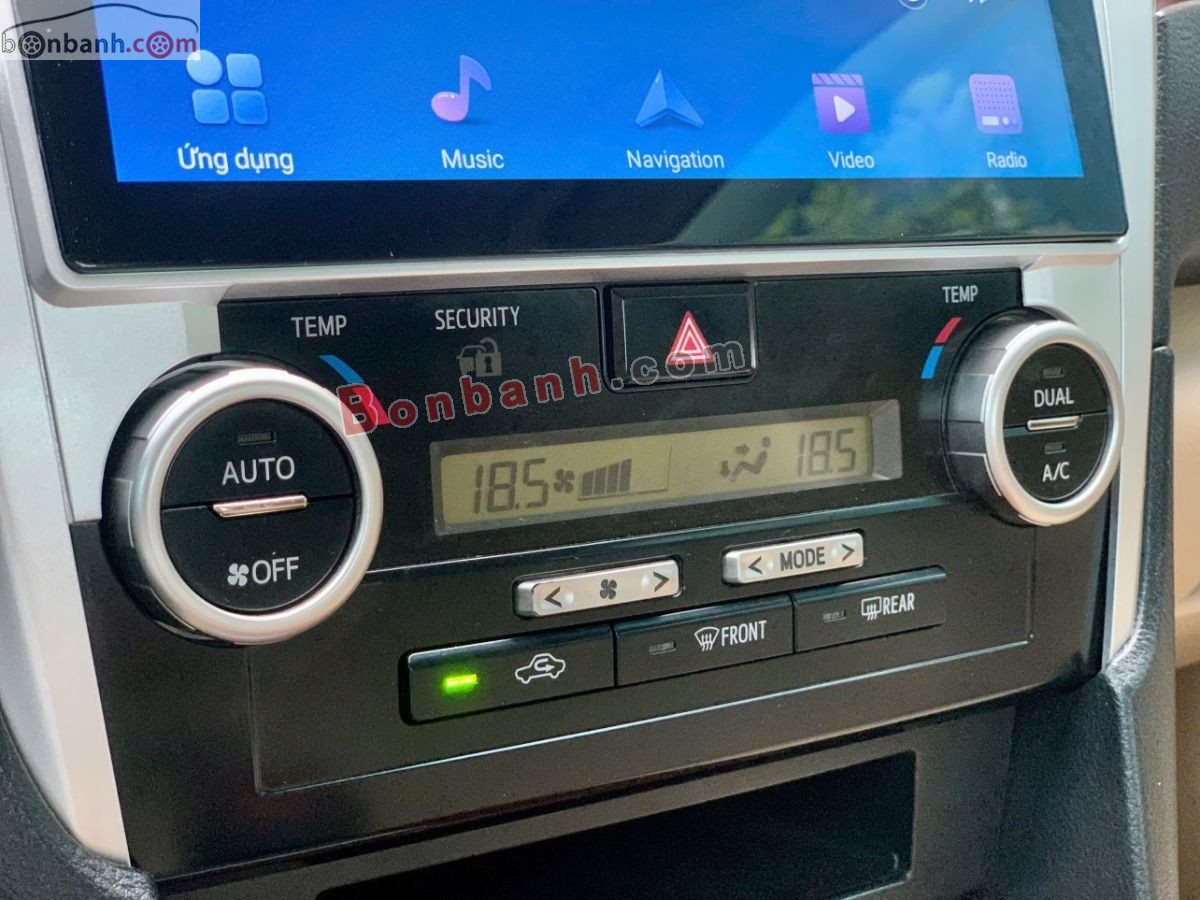 bonbanh.com
Ứng dụng
Music
Navigation
Video
Radio
TEMP
SECURITY
TEMP
Bonbanh.com
AUTO
OFF
18.5
18.5
DUAL
A/C
< >
< MODE >
FRONT
REAR